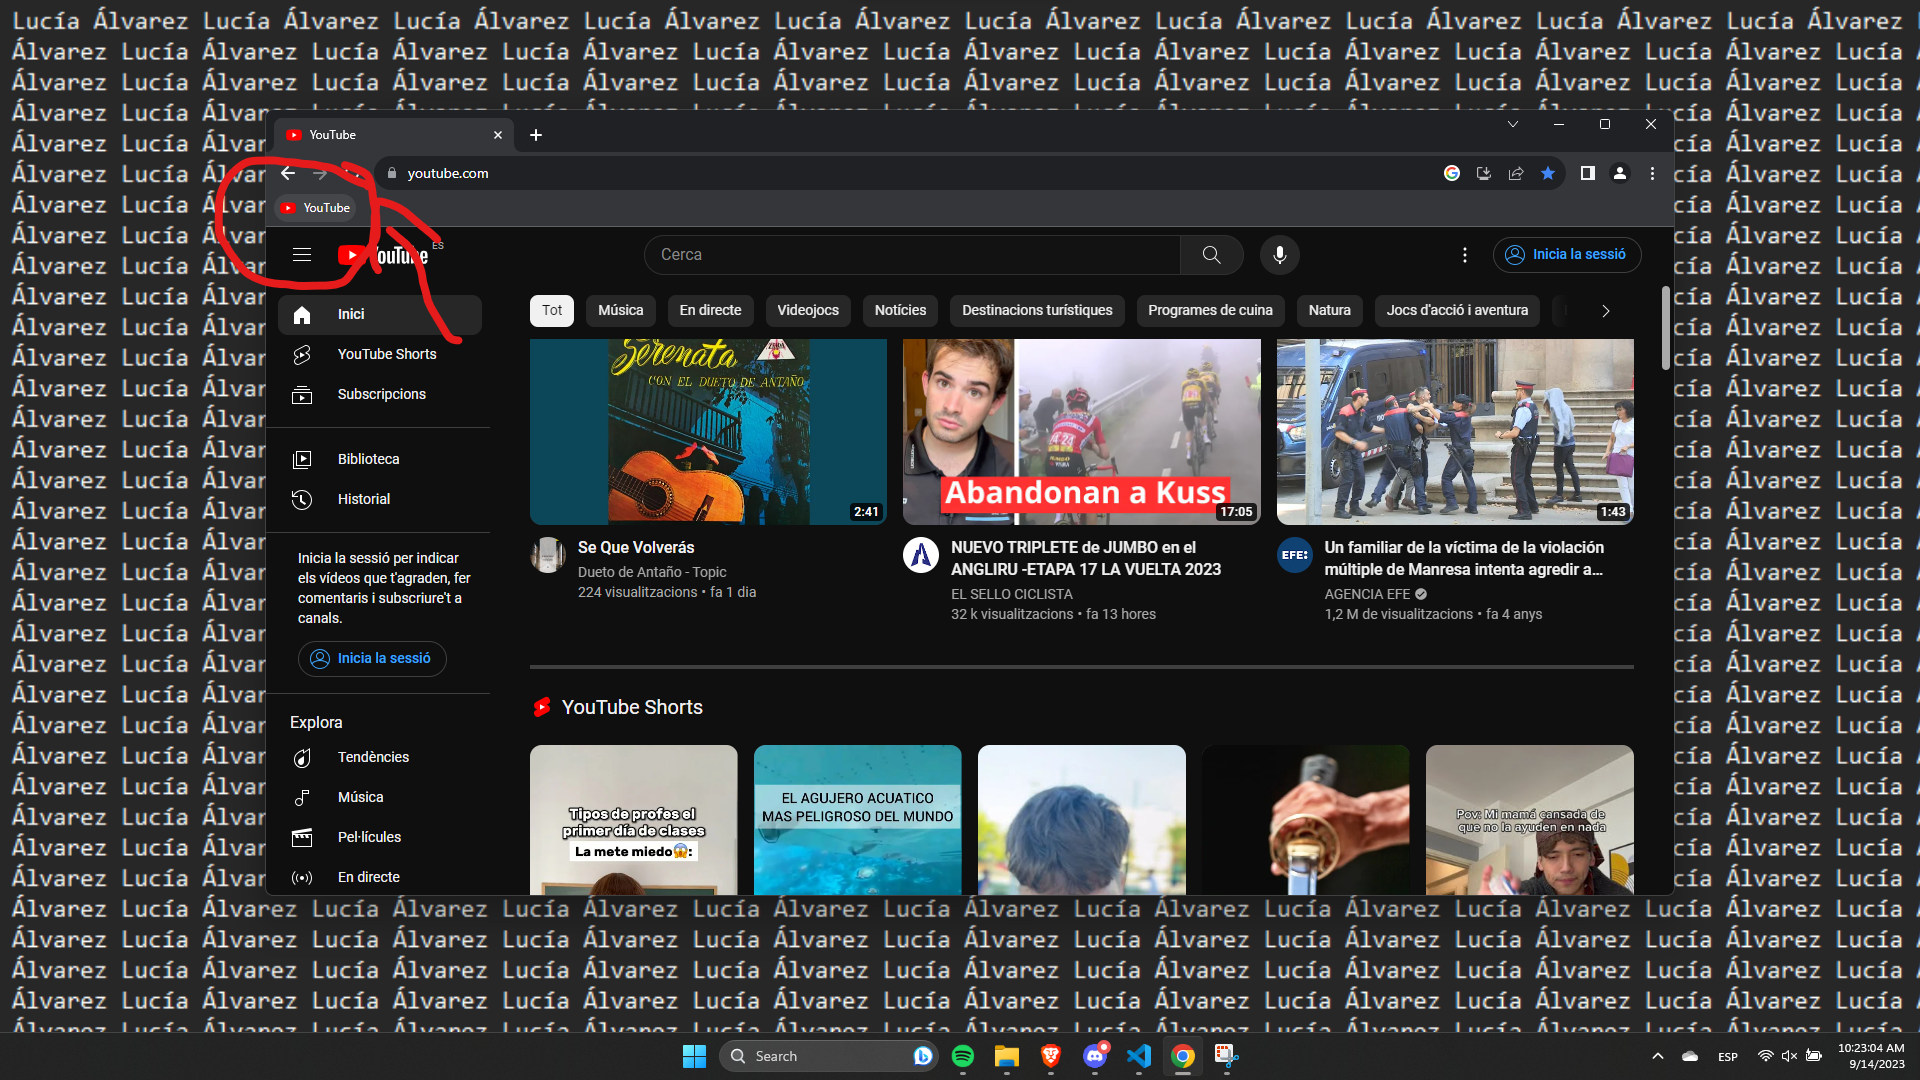 Lucía Álvarez Lucía Álvarez Lucía Álvarez Lucía Álvarez Lucía Álvarez Lucía Álvarez Lucía Álvarez Lucía Álvarez Lucía Álvarez Lucía Álvarez
Álvarez Lucía Álvarez Lucía Álvarez Lucía Álvarez Lucía Álvarez Lucía Álvarez Lucía Álvarez Lucía Álvarez Lucía Álvarez Lucía Álvarez Lucía
Álvarez Lucía Álvarez Lucía Álvarez Lucía Álvarez Lucía Álvarez Lucía Álvarez Lucía Álvarez Lucía Álvarez Lucía Álvarez Lucía Álvarez Lucía
YouTube
youtube.com
YouTube
YouTube ES
Cerca
Inicia la sessió
Inici
YouTube Shorts
Subscripcions
Biblioteca
Historial
Inicia la sessió per indicar
els vídeos que t'agraden, fer
comentaris i subscriure't a
canals.
Inicia la sessió
Explora
Tendències
Música
Pel·lícules
En directe
Tot Música En directe Videojocs Notícies Destinacions turístiques Programes de cuina Natura Jocs d'acció i aventura
Serenata
CON EL DUETO DE ANTAÑO
2:41
Se Que Volverás
Dueto de Antaño - Topic
224 visualitzacions • fa 1 dia
Abandonan a Kuss
17:05
NUEVO TRIPLETE de JUMBO en el
ANGLIRU -ETAPA 17 LA VUELTA 2023
EL SELLO CICLISTA
32 k visualitzacions • fa 13 hores
1:43
EFE:
Un familiar de la víctima de la violación
múltiple de Manresa intenta agredir a...
AGENCIA EFE
1,2 M de visualitzacions • fa 4 anys
YouTube Shorts
Tipos de profes el
primer día de clases
La mete miedo😱:
EL AGUJERO ACUATICO
MAS PELIGROSO DEL MUNDO
Pov: Mi mamá cansada de
que no la ayuden en nada
Álvarez Lucía Álvarez Lucía Álvarez Lucía Álvarez Lucía Álvarez Lucía Álvarez Lucía Álvarez Lucía Álvarez Lucía Álvarez Lucía Álvarez Lucía
Álvarez Lucía Álvarez Lucía Álvarez Lucía Álvarez Lucía Álvarez Lucía Álvarez Lucía Álvarez Lucía Álvarez Lucía Álvarez Lucía Álvarez Lucía
Álvarez Lucía Álvarez Lucía Álvarez Lucía Álvarez Lucía Álvarez Lucía Álvarez Lucía Álvarez Lucía Álvarez Lucía Álvarez Lucía Álvarez Lucía
Álvarez Lucía Álvarez Lucía Álvarez Lucía Álvarez Lucía Álvarez Lucía Álvarez Lucía Álvarez Lucía Álvarez Lucía Álvarez Lucía Álvarez Lucía
Search
ESP
10:23:04 AM
9/14/2023